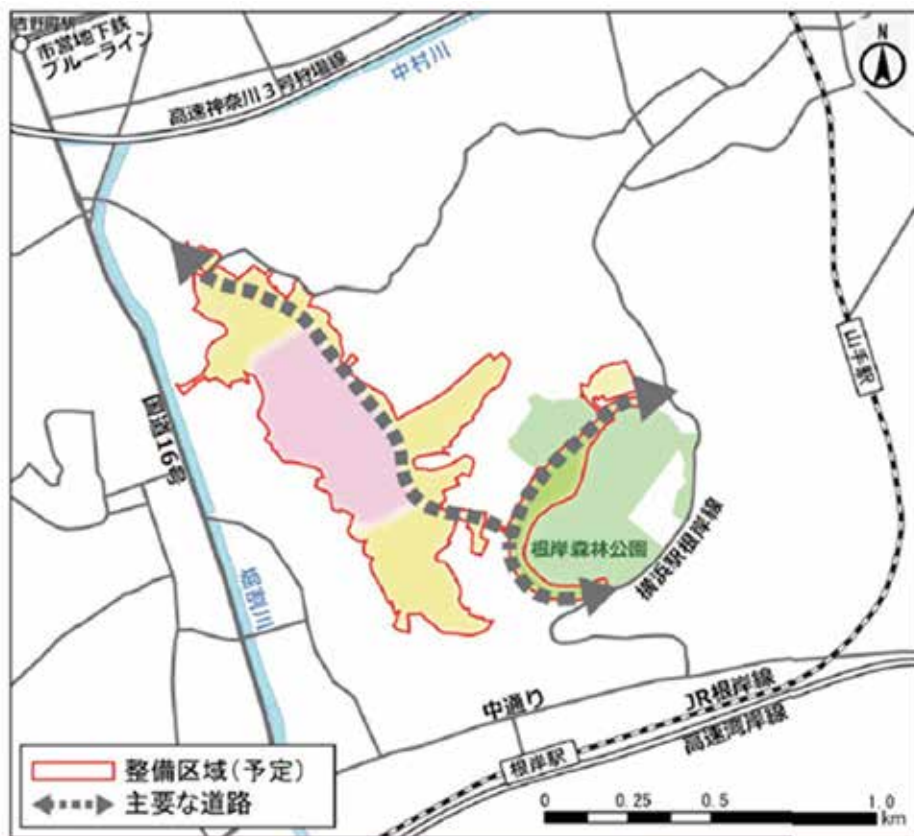 市営地下鉄
ブルーライン
高速神奈川3号狩場線
中村川
N
山手駅
国道16号
堀割川
根岸森林公園
横浜駅根岸線
中通り
JR根岸線
高速湾岸線
根岸駅
整備区域(予定)
主要な道路
0 0.25 0.5 1.0
km